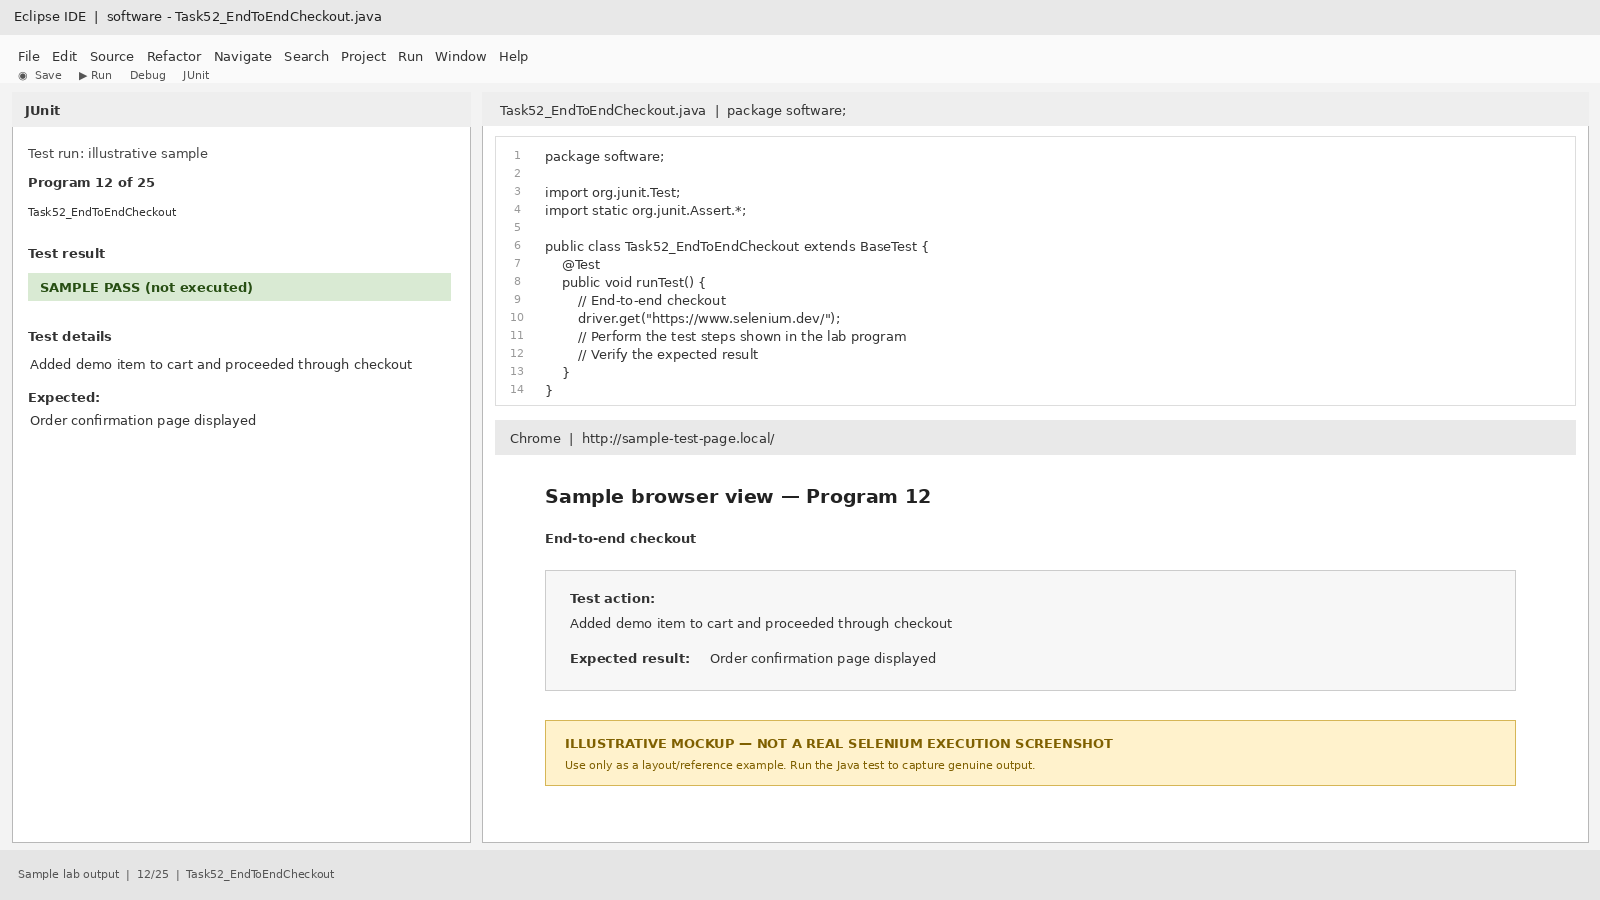 Eclipse IDE  |  software - Task52_EndToEndCheckout.java
File   Edit   Source   Refactor   Navigate   Search   Project   Run   Window   Help
◉  Save     ▶ Run     Debug     JUnit
JUnit
Test run: illustrative sample
Program 12 of 25
Task52_EndToEndCheckout
Test result
SAMPLE PASS (not executed)
Test details
Added demo item to cart and proceeded through checkout
Expected:
Order confirmation page displayed
Task52_EndToEndCheckout.java  |  package software;
1 package software;
2
3 import org.junit.Test;
4 import static org.junit.Assert.*;
5
6 public class Task52_EndToEndCheckout extends BaseTest {
7     @Test
8     public void runTest() {
9         // End-to-end checkout
10         driver.get("https://www.selenium.dev/");
11         // Perform the test steps shown in the lab program
12         // Verify the expected result
13     }
14 }
Chrome  |  http://sample-test-page.local/
Sample browser view — Program 12
End-to-end checkout
Test action:
Added demo item to cart and proceeded through checkout
Expected result:   Order confirmation page displayed
ILLUSTRATIVE MOCKUP — NOT A REAL SELENIUM EXECUTION SCREENSHOT
Use only as a layout/reference example. Run the Java test to capture genuine output.
Sample lab output  |  12/25  |  Task52_EndToEndCheckout